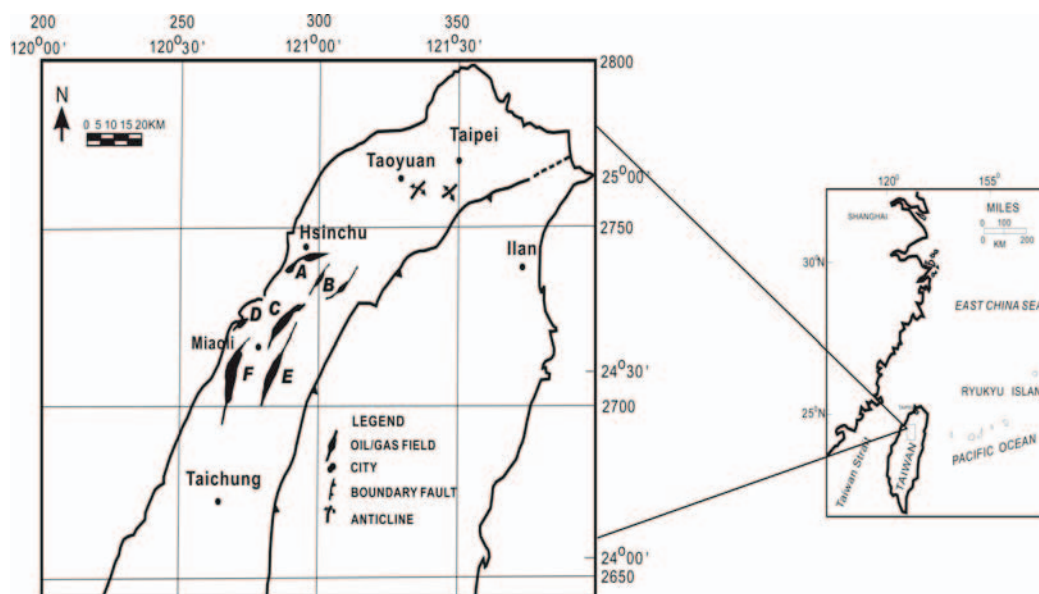 200 250 300 350
120°00' 120°30' 121°00' 121°30'
2800
N
0 5 10 15 20KM
Taipei
Taoyuan
25°00'
2750
Hsinchu
Ilan
A
B
C
D
Miaoli
F
E
24°30'
2700
LEGEND
OIL/GAS FIELD
CITY
BOUNDARY FAULT
ANTICLINE
Taichung
24°00'
2650
120° 155°
SHANGHAI
MILES
0 100 200
KM
30°N
EAST CHINA SEA
RYUKYU ISLAN
25°N
PACIFIC OCEAN
Taiwan Strait
TAIWAN